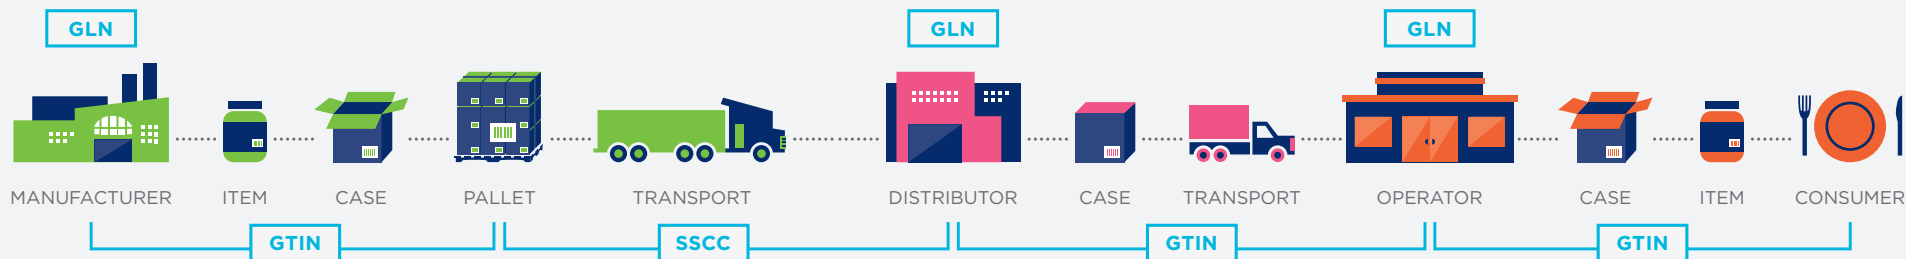 GLN GLN GLN
MANUFACTURER ITEM CASE PALLET TRANSPORT DISTRIBUTOR CASE TRANSPORT OPERATOR CASE ITEM CONSUMER
GTIN SSCC GTIN GTIN